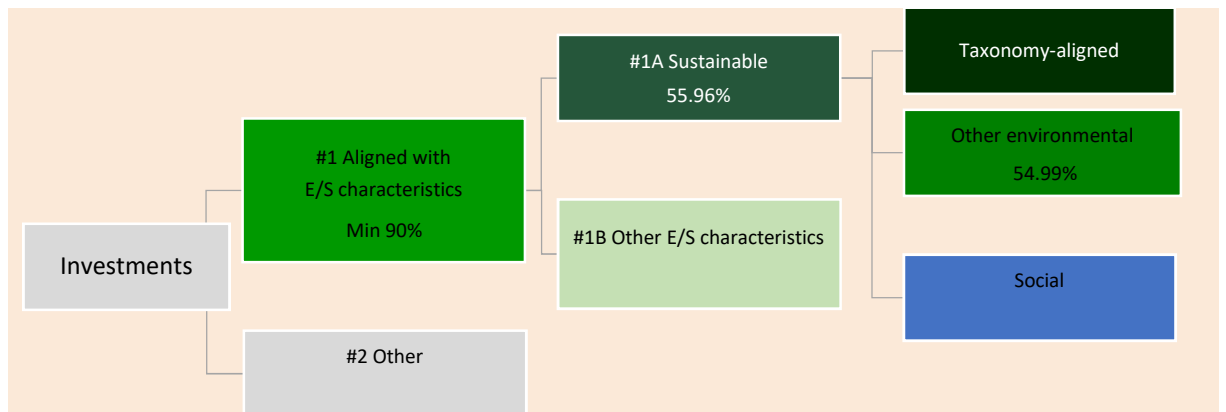 Investments
#1 Aligned with
E/S characteristics
Min 90%
#2 Other
#1A Sustainable
55.96%
#1B Other E/S characteristics
Taxonomy-aligned
Other environmental
54.99%
Social